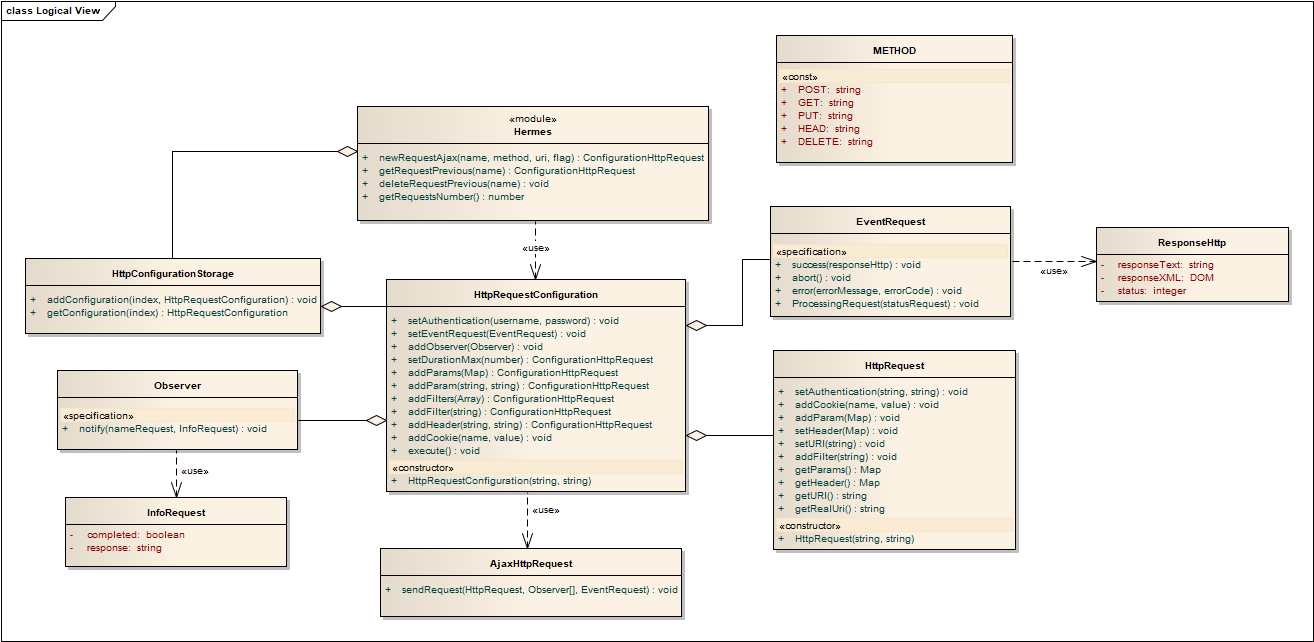 class Logical View
METHOD
«const»
+ POST: string
+ GET: string
+ PUT: string
+ HEAD: string
+ DELETE: string
«module»
Hermes
+ newRequestAjax(name, method, uri, flag) : ConfigurationHttpRequest
+ getRequestPrevious(name) : ConfigurationHttpRequest
+ deleteRequestPrevious(name) : void
+ getRequestsNumber() : number
«use»
EventRequest
«specification»
+ success(responseHttp) : void
+ abort() : void
+ error(errorMessage, errorCode) : void
+ ProcessingRequest(statusRequest) : void
«use»
ResponseHttp
- responseText: string
- responseXML: DOM
- status: integer
HttpConfigurationStorage
+ addConfiguration(index, HttpRequestConfiguration) : void
+ getConfiguration(index) : HttpRequestConfiguration
HttpRequestConfiguration
+ setAuthentication(username, password) : void
+ setEventRequest(EventRequest) : void
+ addObserver(Observer) : void
+ setDurationMax(number) : ConfigurationHttpRequest
+ addParams(Map) : ConfigurationHttpRequest
+ addParam(string, string) : ConfigurationHttpRequest
+ addFilters(Array) : ConfigurationHttpRequest
+ addFilter(string) : ConfigurationHttpRequest
+ addHeader(string, string) : ConfigurationHttpRequest
+ addCookie(name, value) : void
+ execute() : void
«constructor»
+ HttpRequestConfiguration(string, string)
HttpRequest
+ setAuthentication(string, string) : void
+ addCookie(name, value) : void
+ addParam(Map) : void
+ setHeader(Map) : void
+ setURI(string) : void
+ addFilter(string) : void
+ getParams() : Map
+ getHeader() : Map
+ getURI() : string
+ getRealUri() : string
«constructor»
+ HttpRequest(string, string)
Observer
«specification»
+ notify(nameRequest, InfoRequest) : void
«use»
InfoRequest
- completed: boolean
- response: string
«use»
AjaxHttpRequest
+ sendRequest(HttpRequest, Observer[], EventRequest) : void